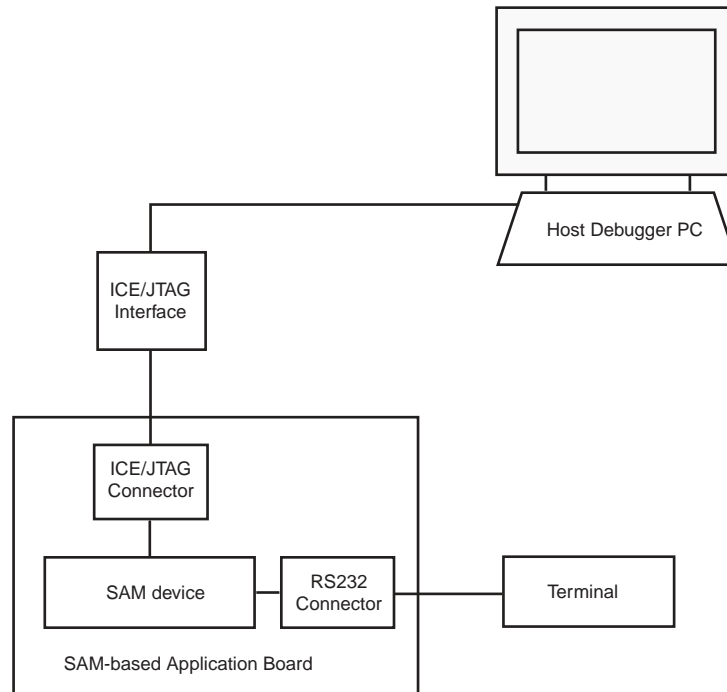 Host Debugger PC
ICE/JTAG
Interface
ICE/JTAG
Connector
SAM device
RS232
Connector
Terminal
SAM-based Application Board